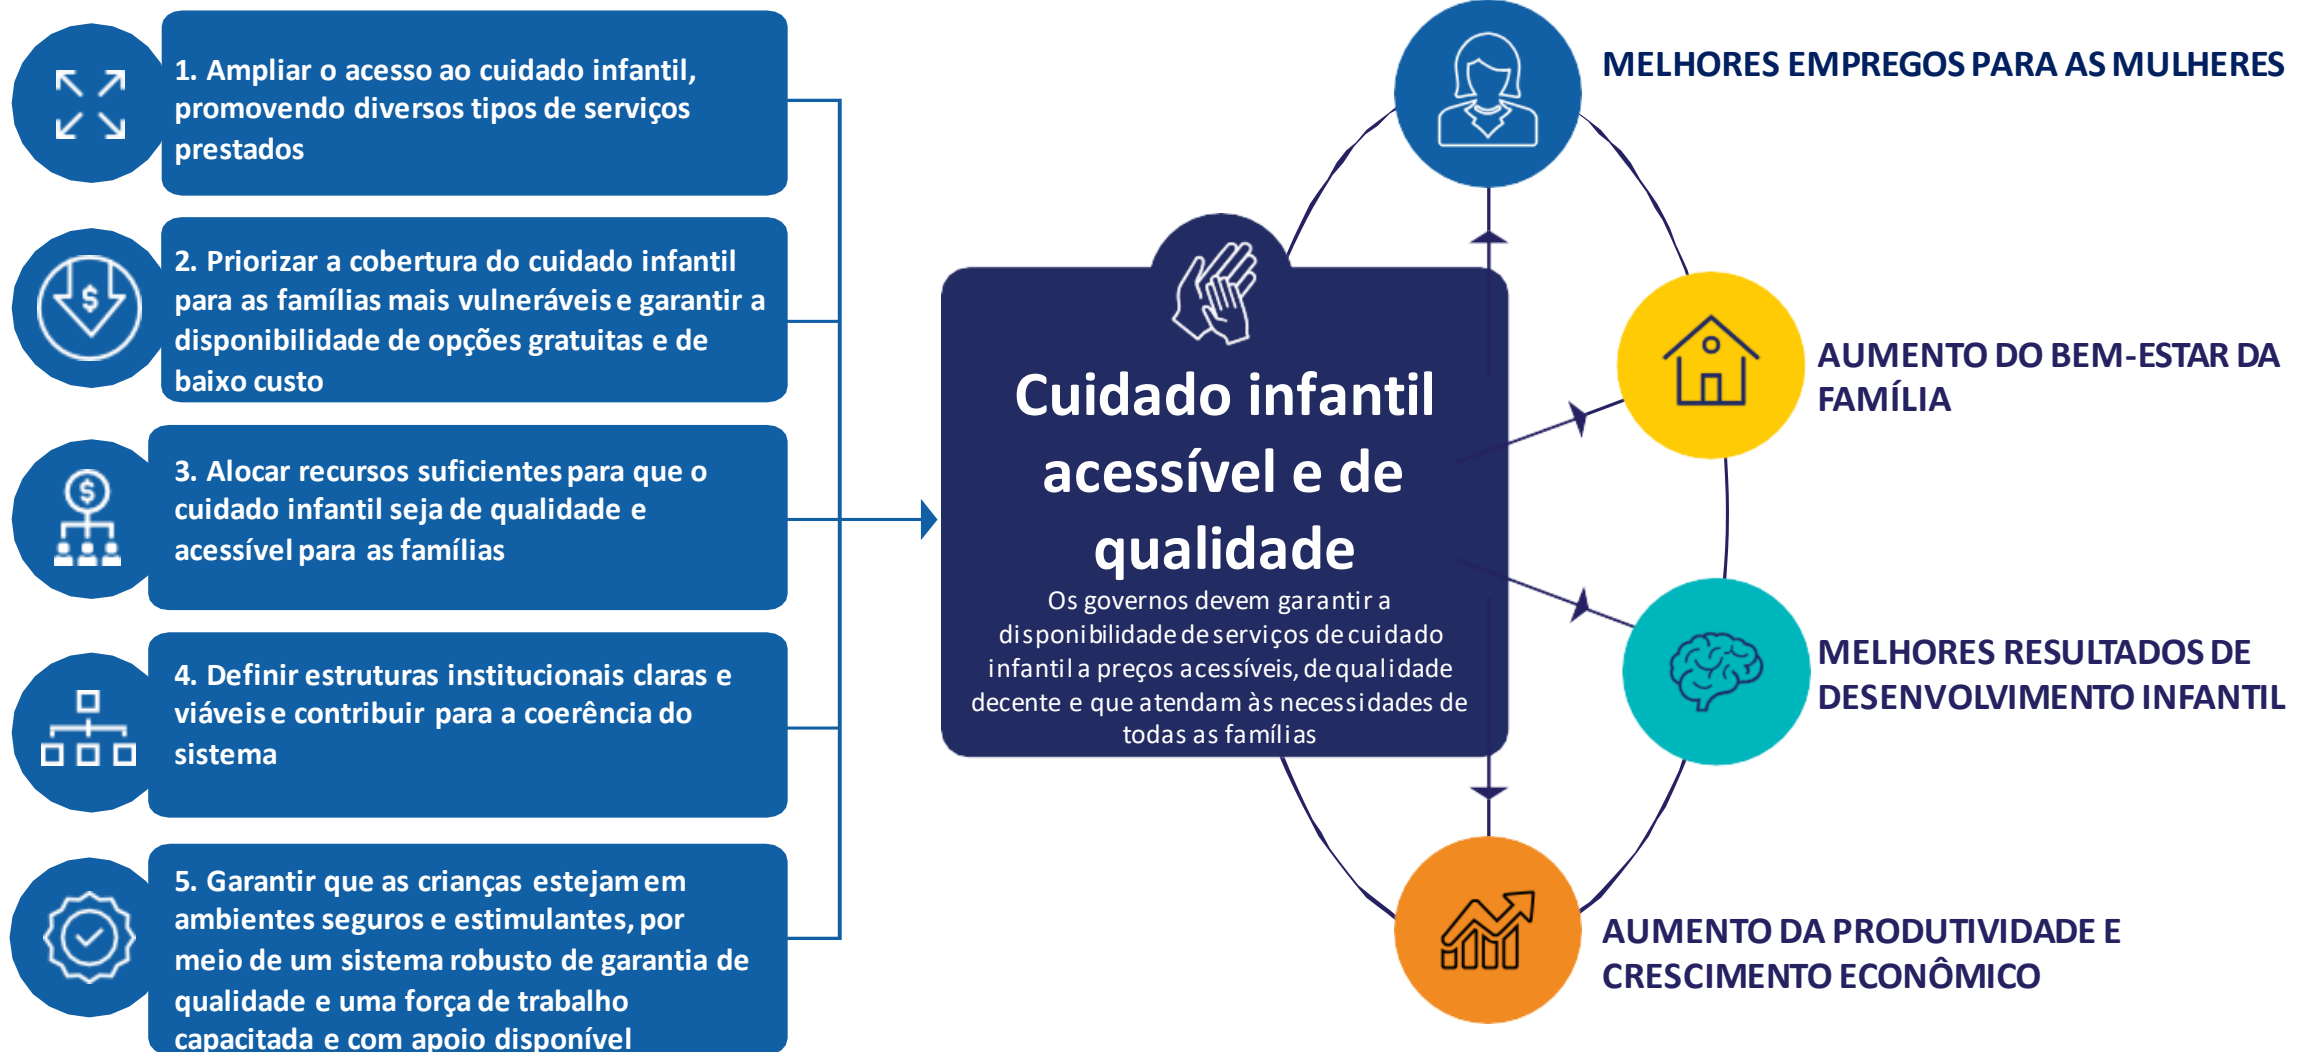 1. Ampliar o acesso ao cuidado infantil,
promovendo diversos tipos de serviços
prestados
2. Priorizar a cobertura do cuidado infantil
para as famílias mais vulneráveis e garantir a
disponibilidade de opções gratuitas e de
baixo custo
3. Alocar recursos suficientes para que o
cuidado infantil seja de qualidade e
acessível para as famílias
4. Definir estruturas institucionais claras e
viáveis e contribuir para a coerência do
sistema
5. Garantir que as crianças estejam em
ambientes seguros e estimulantes, por
meio de um sistema robusto de garantia de
qualidade e uma força de trabalho
capacitada e com apoio disponível
Cuidado infantil
acessível e de
qualidade
Os governos devem garantir a
disponibilidade de serviços de cuidado
infantil a preços acessíveis, de qualidade
decente e que atendam às necessidades de
todas as famílias
MELHORES EMPREGOS PARA AS MULHERES
AUMENTO DO BEM-ESTAR DA
FAMÍLIA
MELHORES RESULTADOS DE
DESENVOLVIMENTO INFANTIL
AUMENTO DA PRODUTIVIDADE E
CRESCIMENTO ECONÔMICO